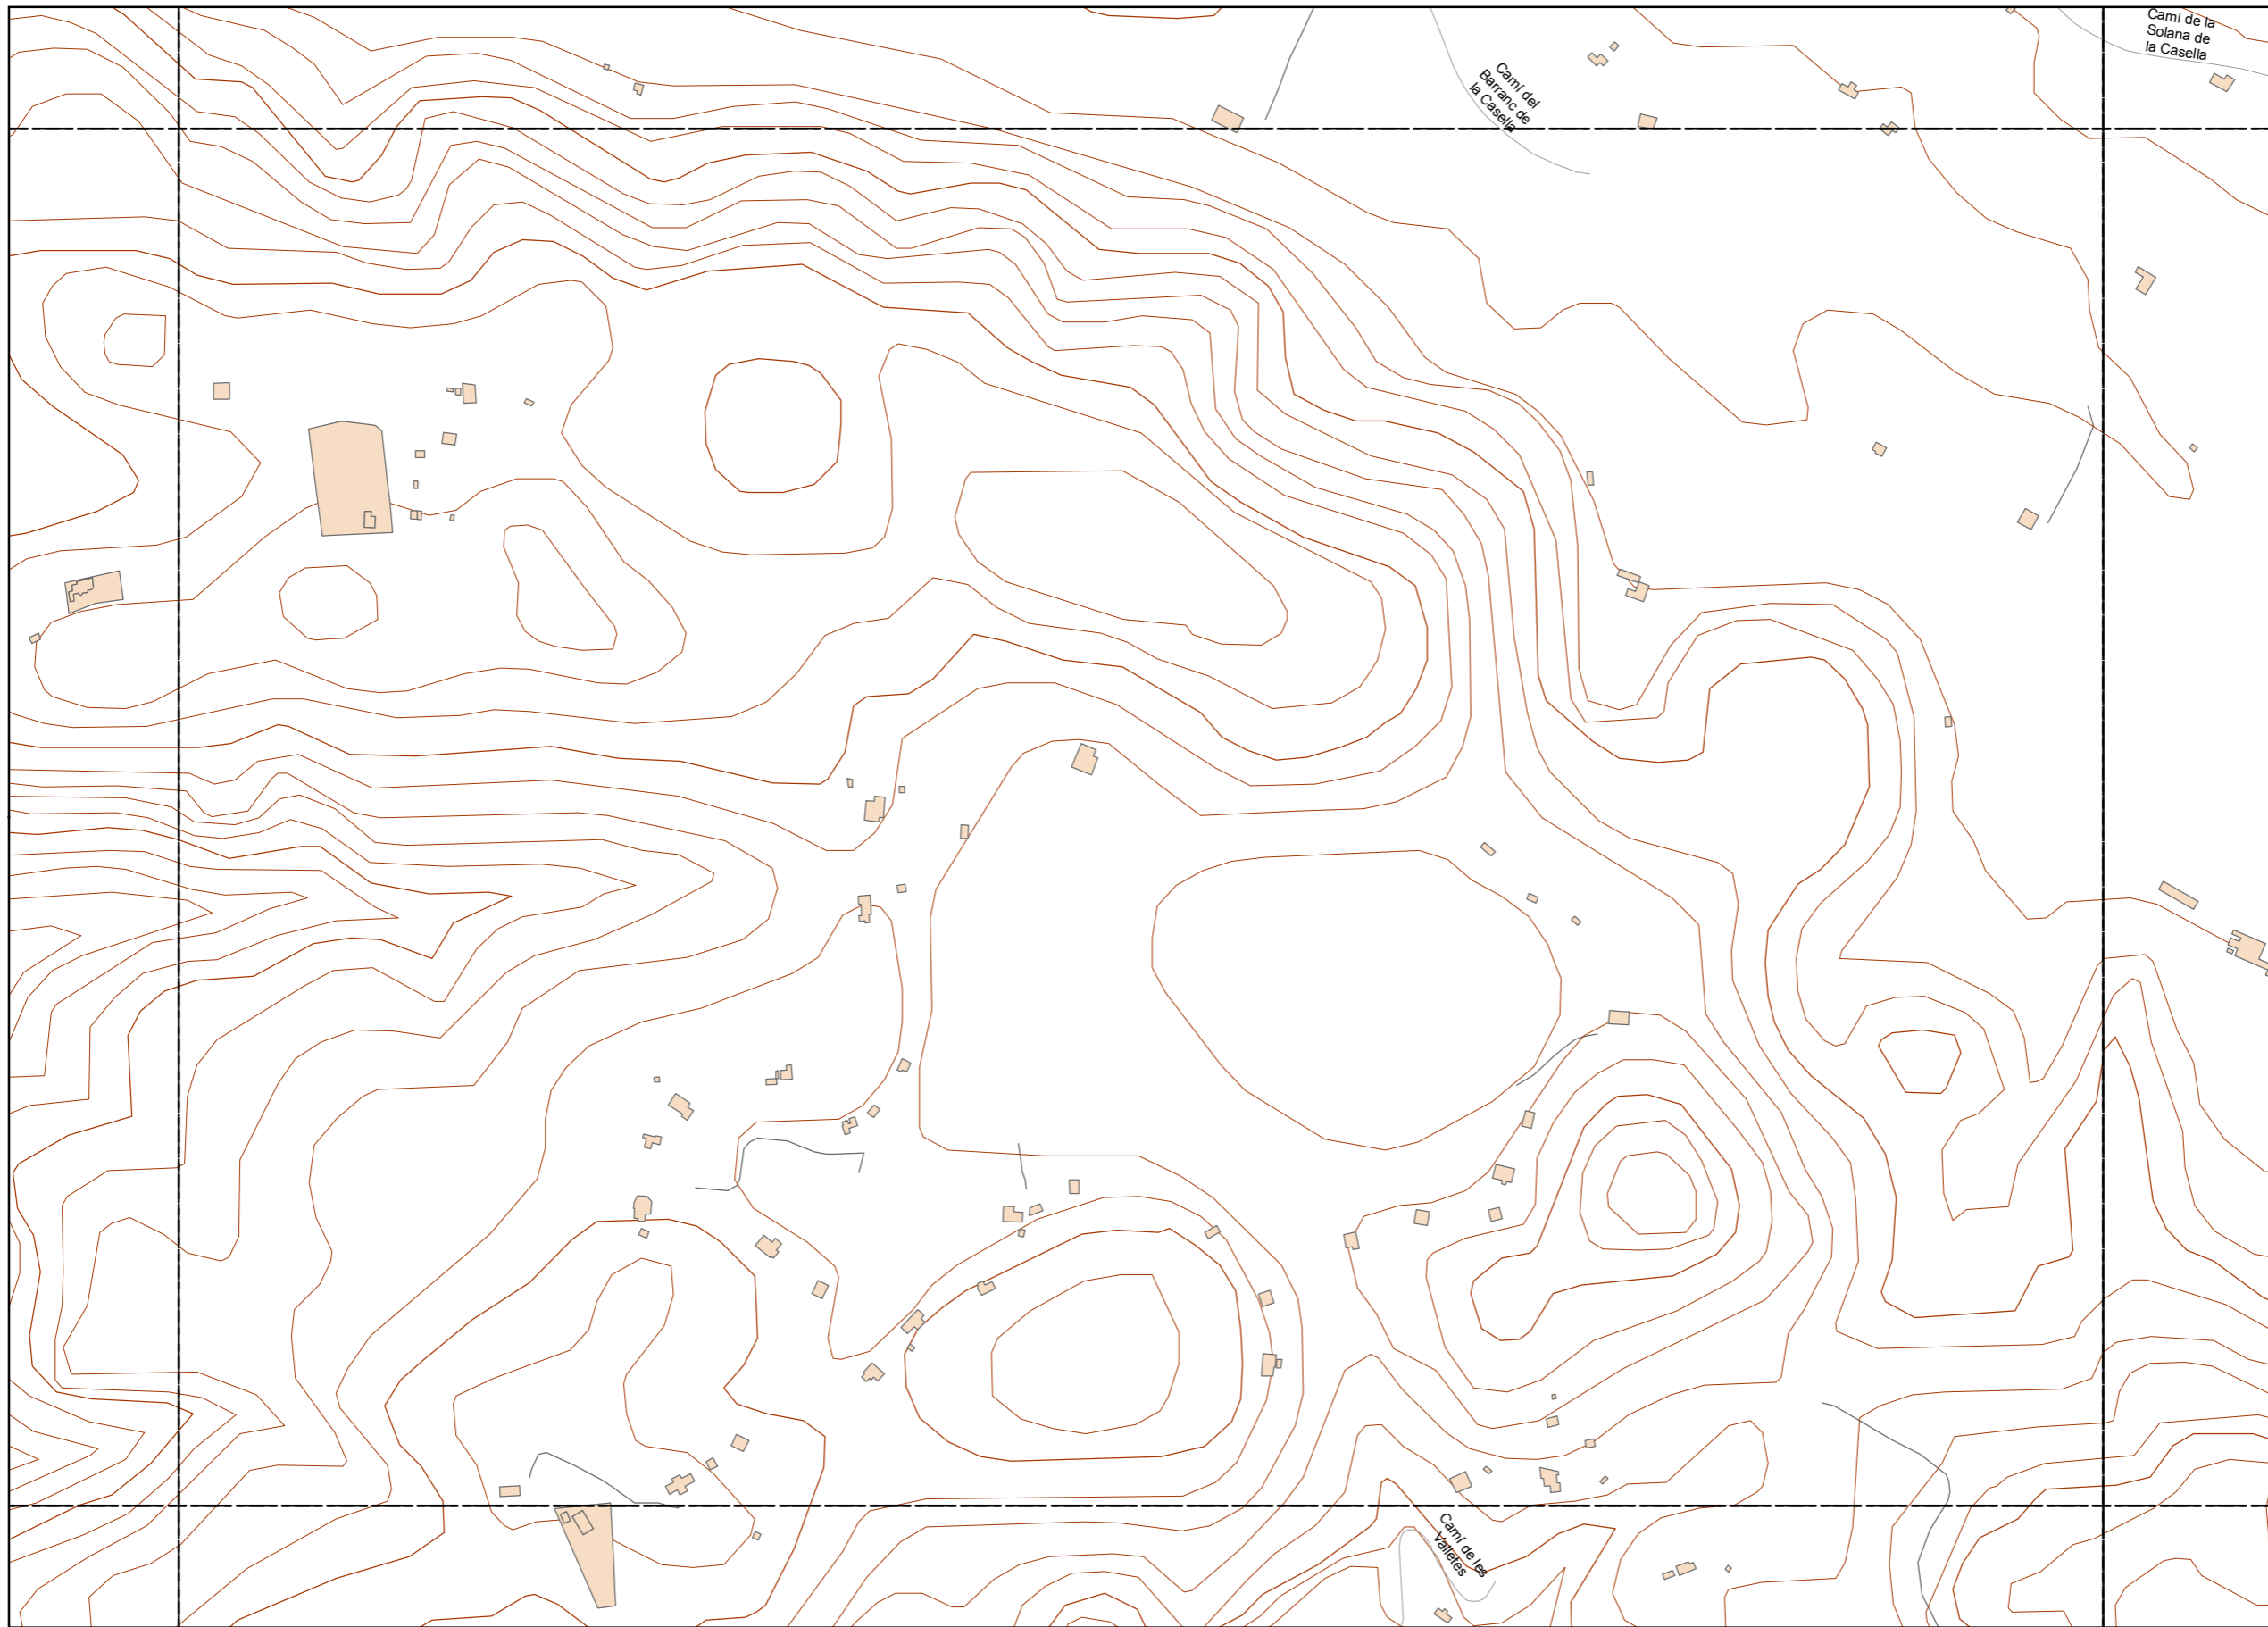 Camí de la
Solana de
la Casella
Camí del
Barranc de
la Casella
Camí de les
Valletes